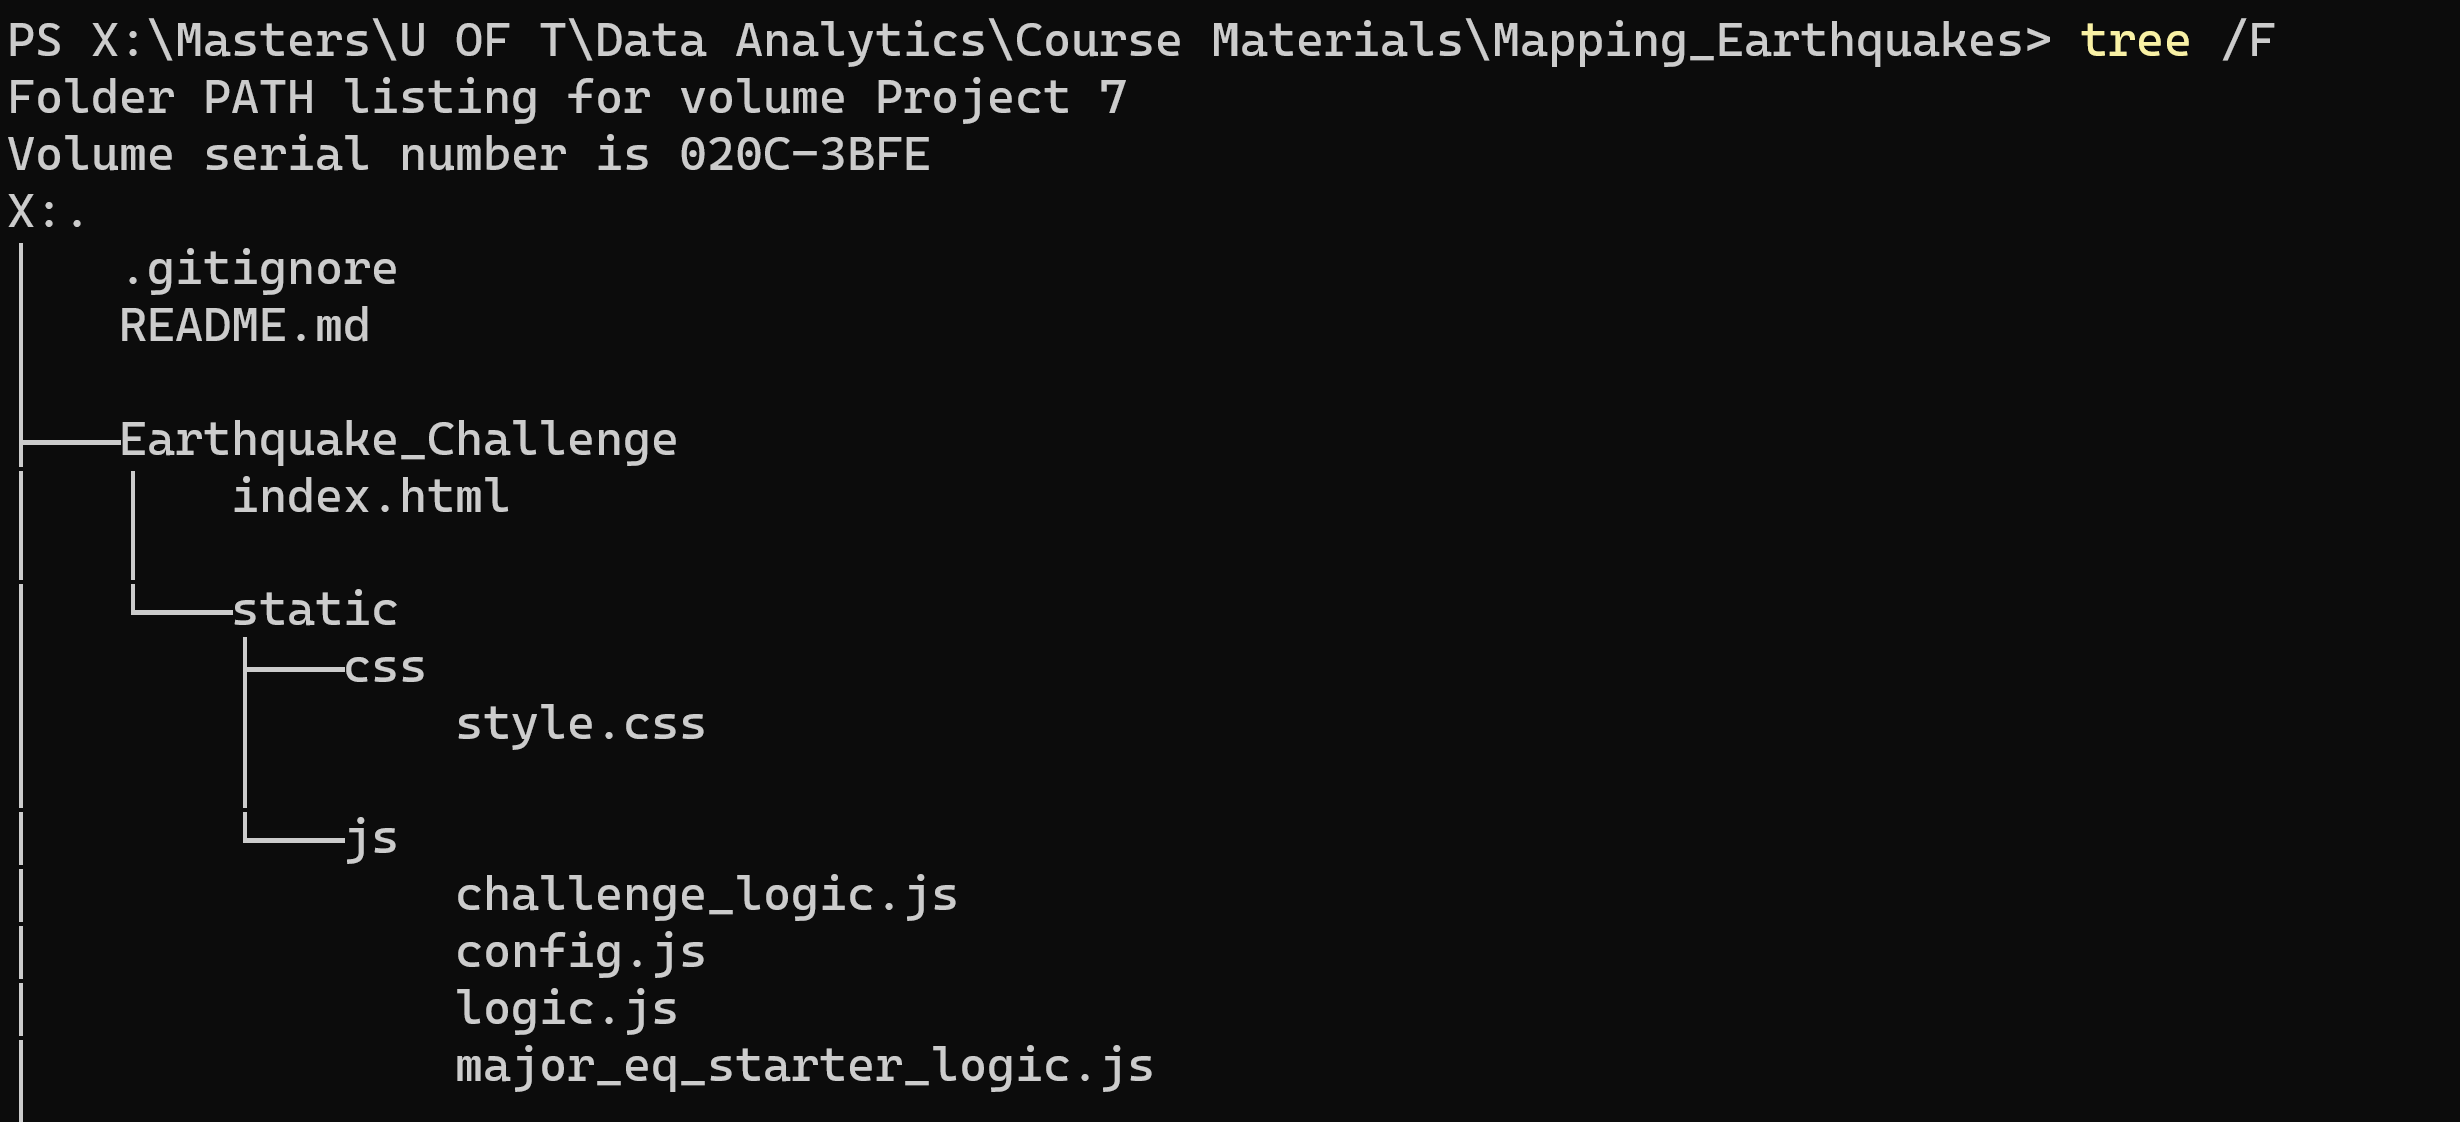 PS X:\Masters\U OF T\Data Analytics\Course Materials\Mapping_Earthquakes> tree /F
Folder PATH listing for volume Project 7
Volume serial number is 020C-3BFE
X:.
│   .gitignore
│   README.md
│
├───Earthquake_Challenge
│   │   index.html
│   │
│   └───static
│       ├───css
│       │       style.css
│       │
│       └───js
│               challenge_logic.js
│               config.js
│               logic.js
│               major_eq_starter_logic.js
│